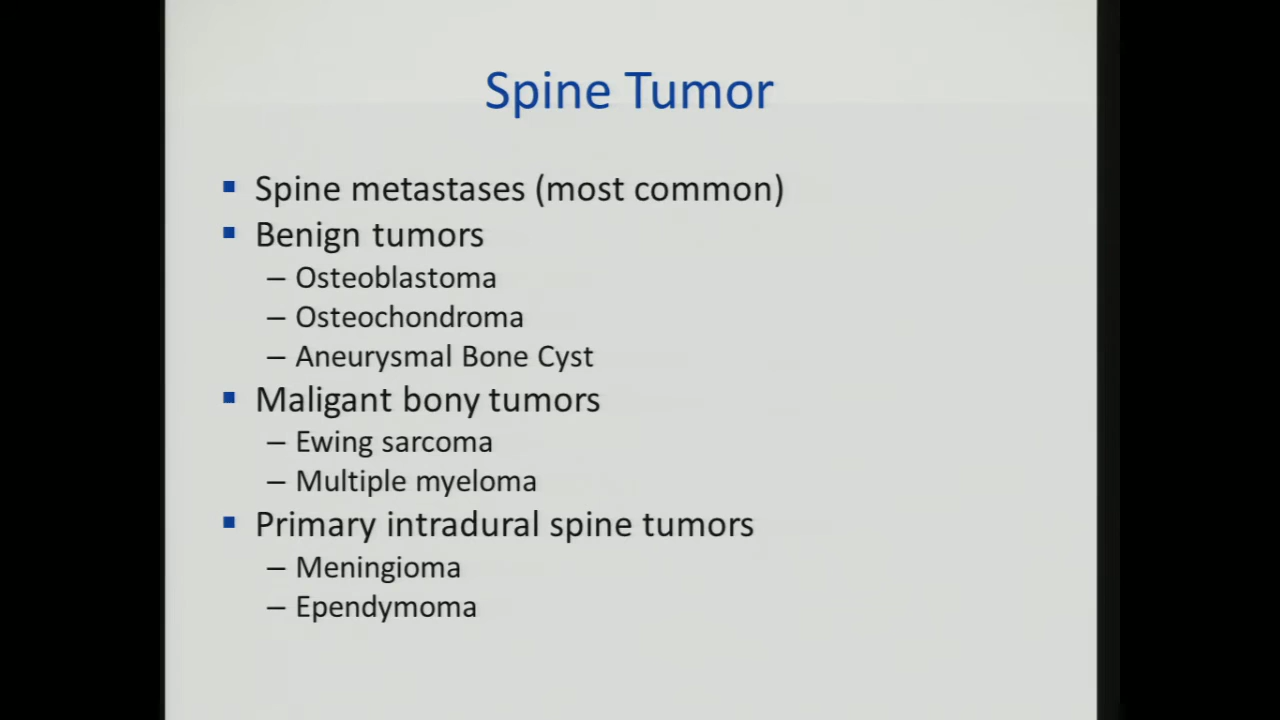 Spine Tumor
▪ Spine metastases (most common)
▪ Benign tumors
– Osteoblastoma
– Osteochondroma
– Aneurysmal Bone Cyst
▪ Maligant bony tumors
– Ewing sarcoma
– Multiple myeloma
▪ Primary intradural spine tumors
– Meningioma
– Ependymoma